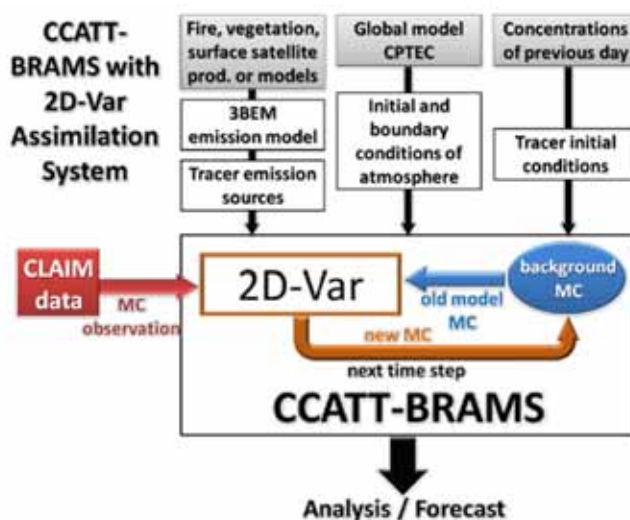 CCATT-
BRAMS with
2D-Var
Assimilation
System
Fire, vegetation,
surface satellite
prod. or models
3BEM
emission model
Tracer emission
sources
Global model
CPTEC
Initial and
boundary
conditions of
atmosphere
Concentrations
of previous day
Tracer initial
conditions
CLAIM
data
MC
observation
2D-Var
old model
MC
background
MC
new MC
next time step
CCATT-BRAMS
Analysis / Forecast